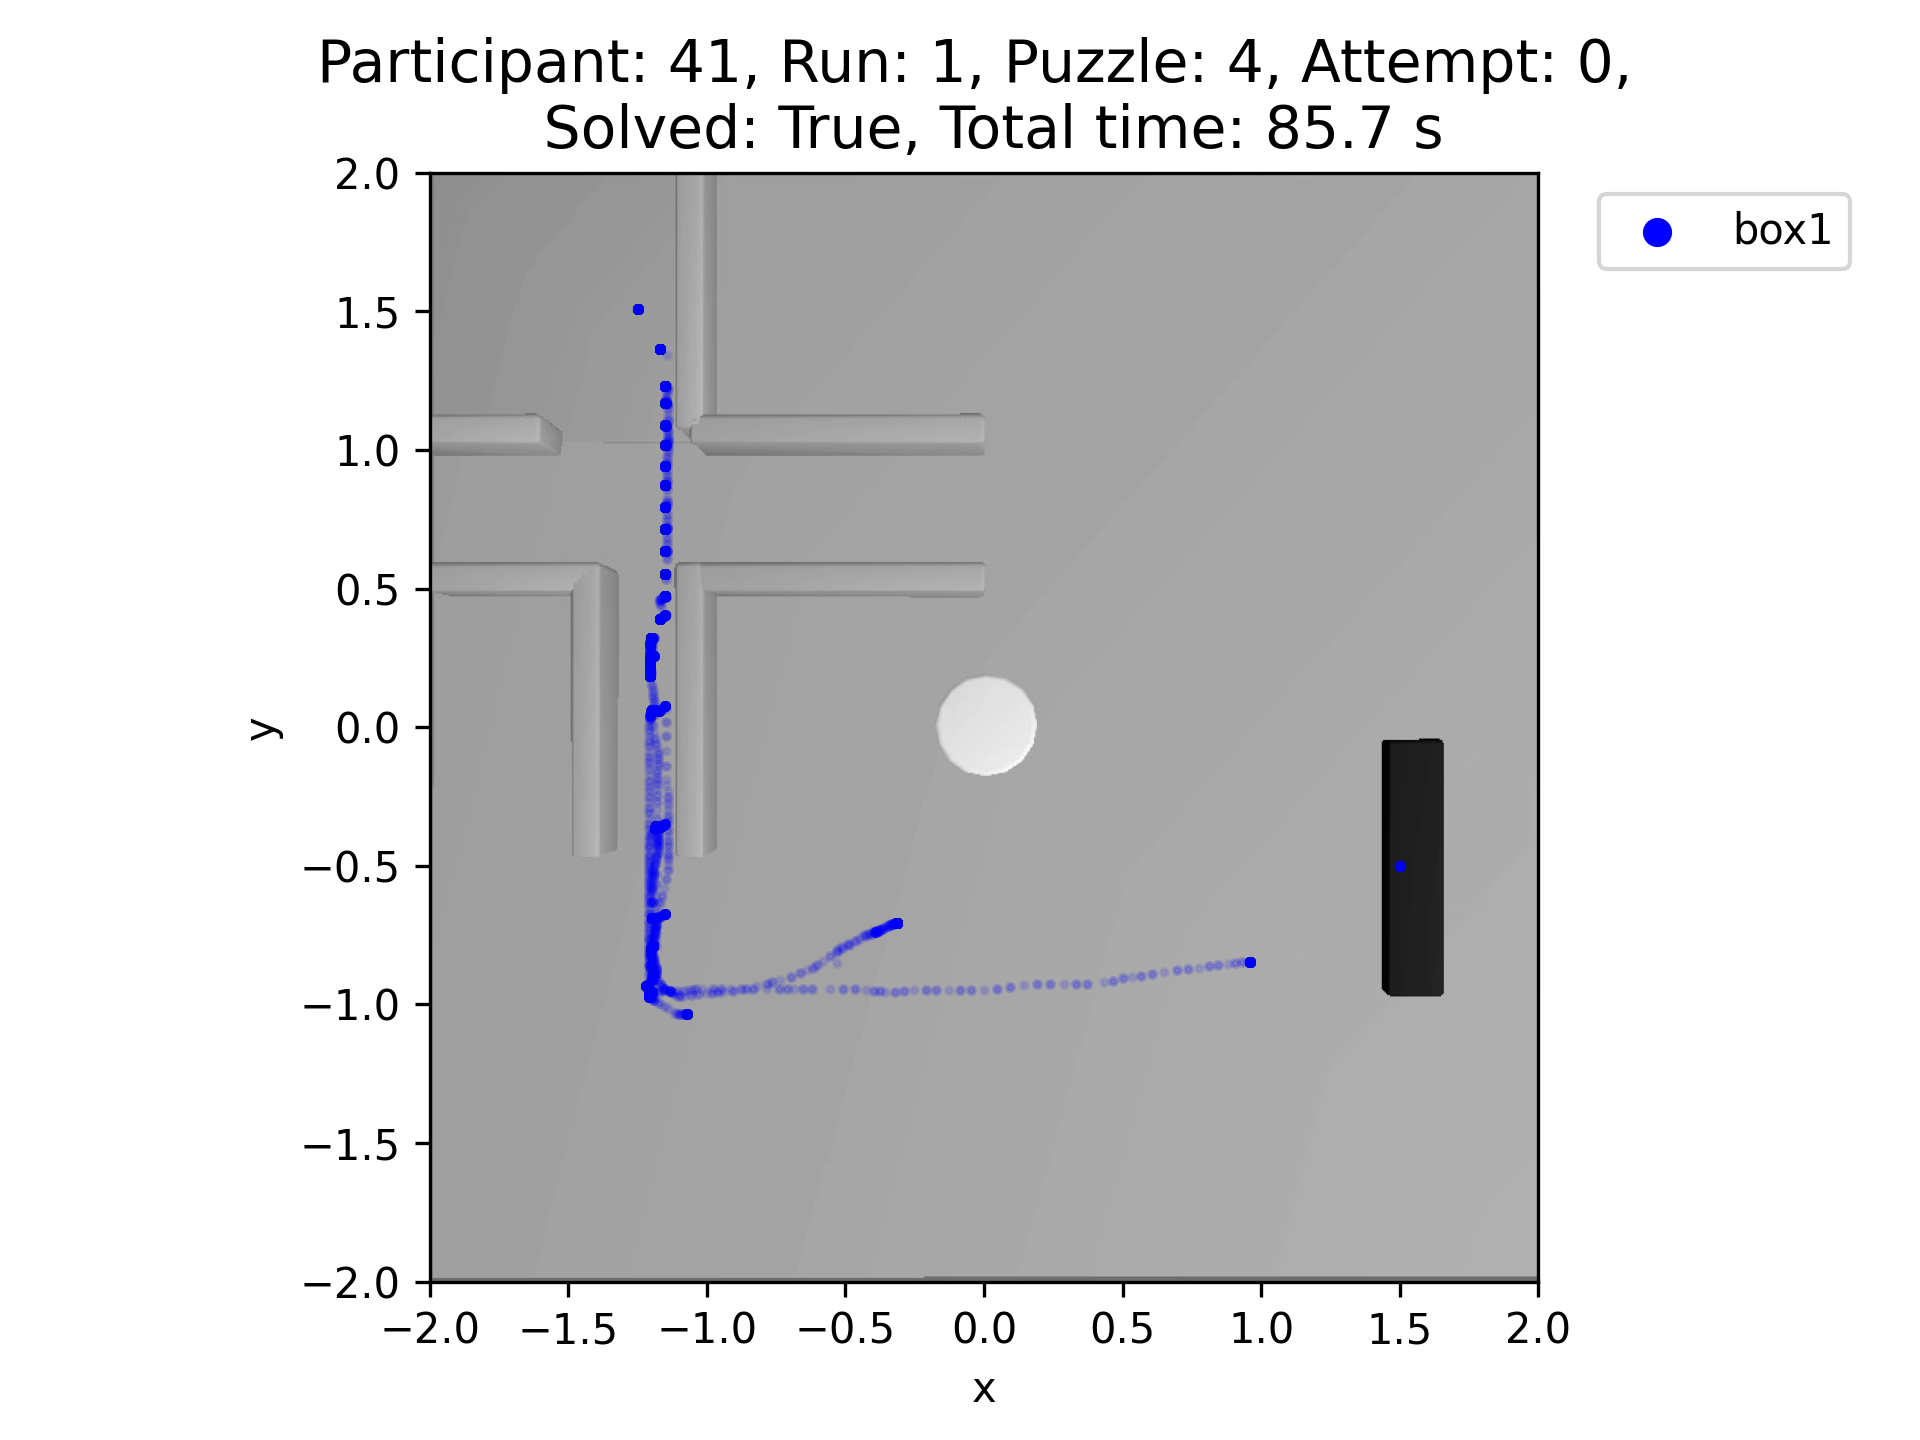 Participant: 41, Run: 1, Puzzle: 4, Attempt: 0,
Solved: True, Total time: 85.7 s
box1
2.0
1.5
1.0
0.5
0.0
−0.5
−1.0
−1.5
−2.0
y
−2.0 −1.5 −1.0 −0.5 0.0 0.5 1.0 1.5 2.0
x